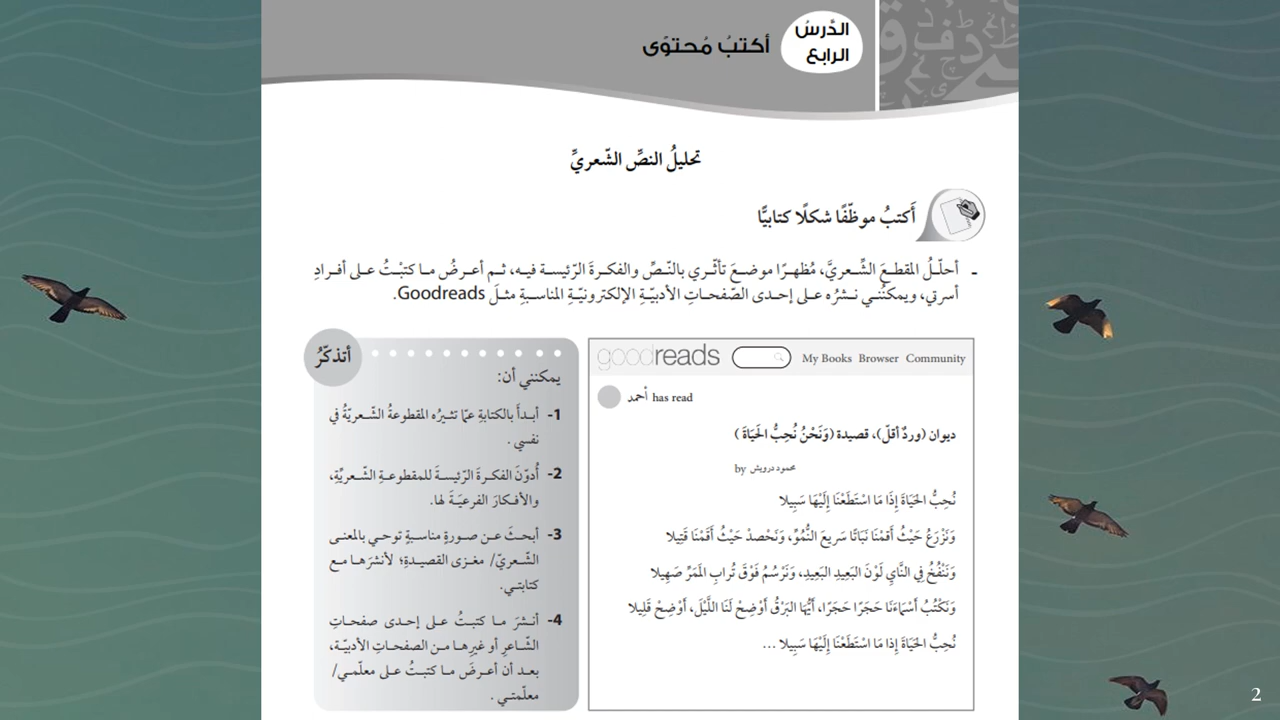 الدَّرسُ
الرابع
أكتبُ مُحتوًى
تحليلُ النصِّ الشّعريِّ
أَكتبُ موظّفًا شكلًا كتابيًّا
- أحلّلُ المقطعَ الشِّعريَّ، مُظهرًا موضعَ تأثّري بالنّصِّ والفكرةَ الرّئيسة فيه، ثم أعرضُ ما كتبْتُ على أفرادِ
أسرتي، ويمكنُني نشرُه على إحدى الصّفحاتِ الأدبيّةِ الإلكترونيّةِ المناسبةِ مثلَ Goodreads.
goodreads My Books Browser Community
أحمد has read
ديوان (وردٌ أقلّ)، قصيدة (وَنَحْنُ نُحِبُّ الحَيَاةَ )
by محمود درويش
نُحِبُّ الحَيَاةَ إِذَا مَا اسْتَطَعْنَا إِلَيْهَا سَبِيلا
وَنَزْرَعُ حَيْثُ أَقمْنَا نَبَاتًا سَرِيعَ النُّمُوِّ، وَنَحْصدْ حَيْثُ أَقَمْنَا قَتِيلا
وَنَنْفُخُ فِي النَّايِ لَوْنَ البَعِيدِ البَعِيدِ، وَنَرْسُمُ فَوْقَ تُرابِ المَمَرِّ صَهِيلا
وَنَكْتُبُ أَسْمَاءَنَا حَجَرًا حَجَرًا، أَيُّهَا البَرْقُ أَوْضِحْ لَنَا اللَّيْلَ، أَوْضِحْ قَلِيلا
نُحِبُّ الحَيَاةَ إِذا مَا اسْتَطَعْنَا إِلَيْهَا سَبِيلا ...
أتذكّرُ
يمكنني أن:
1- أبدأَ بالكتابةِ عمّا تثيرُه المقطوعةُ الشّعريّةُ في
نفسي .
2- أُدوّنَ الفكرةَ الرّئيسةَ للمقطوعةِ الشّعريِّةِ،
والأفكارَ الفرعيّةَ لها.
3- أبحثَ عن صورةٍ مناسبةٍ توحي بالمعنى
الشّعريّ/ مغزى القصيدةِ؛ لأنشرَها مع
كتابتي.
4- أنشرَ ما كتبتُ على إحدى صفحاتِ
الشّاعرِ أو غيرِها من الصفحاتِ الأدبيّة،
بعد أن أعرضَ ما كتبتُ على معلّمي/
معلّمتي .
2